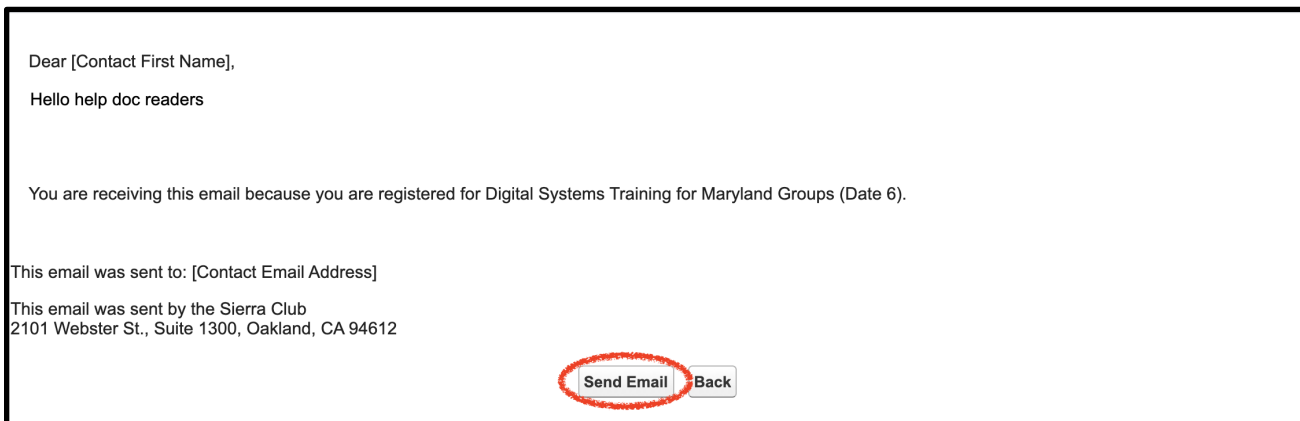 Dear [Contact First Name],
Hello help doc readers
You are receiving this email because you are registered for Digital Systems Training for Maryland Groups (Date 6).
This email was sent to: [Contact Email Address]
This email was sent by the Sierra Club
2101 Webster St., Suite 1300, Oakland, CA 94612
Send Email Back